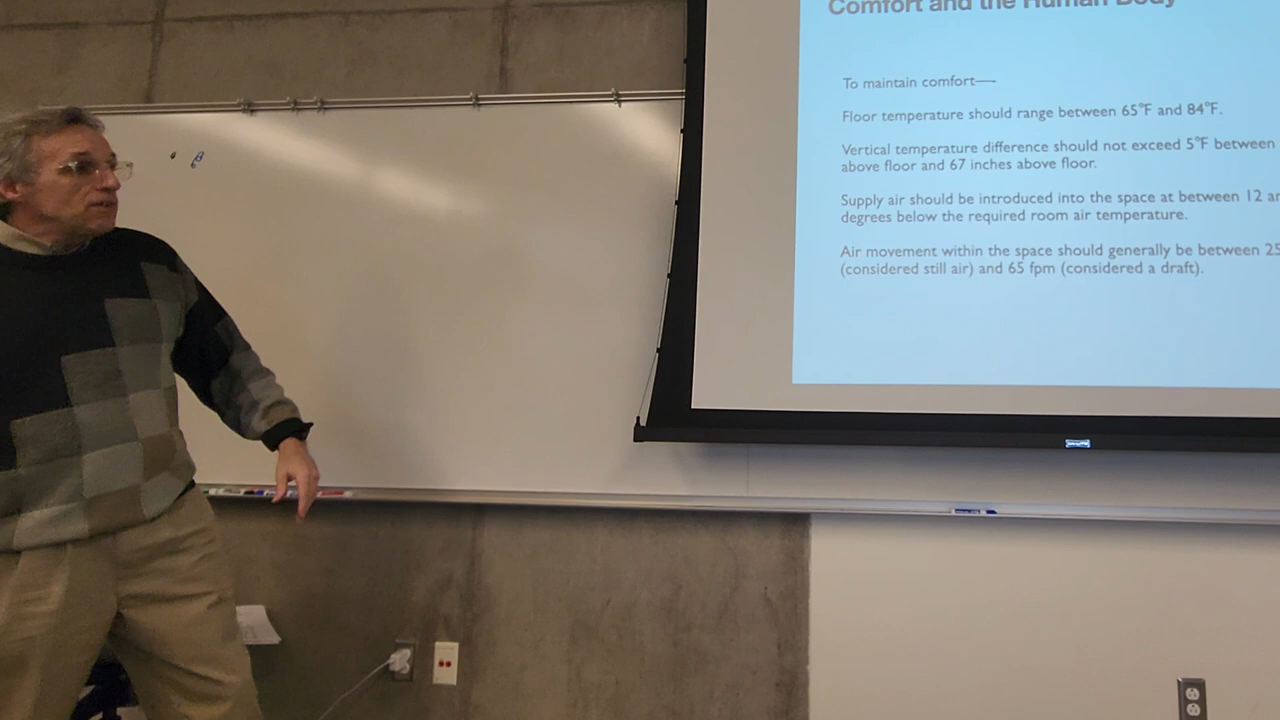 Comfort and the Human Body
To maintain comfort—
Floor temperature should range between 65°F and 84°F.
Vertical temperature difference should not exceed 5°F between
above floor and 67 inches above floor.
Supply air should be introduced into the space at between 12
degrees below the required room air temperature.
Air movement within the space should generally be between 25
(considered still air) and 65 fpm (considered a draft).